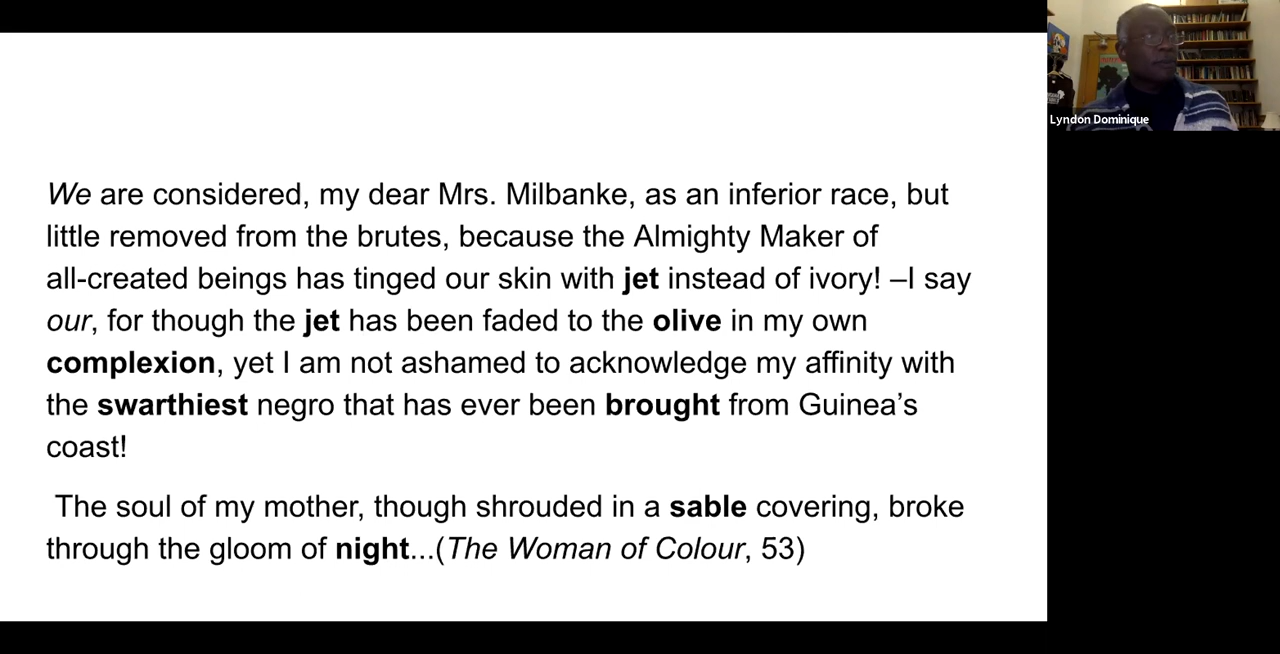 We are considered, my dear Mrs. Milbanke, as an inferior race, but
little removed from the brutes, because the Almighty Maker of
all-created beings has tinged our skin with jet instead of ivory! –I say
our, for though the jet has been faded to the olive in my own
complexion, yet I am not ashamed to acknowledge my affinity with
the swarthiest negro that has ever been brought from Guinea’s
coast!
The soul of my mother, though shrouded in a sable covering, broke
through the gloom of night...(The Woman of Colour, 53)
Lyndon Dominique